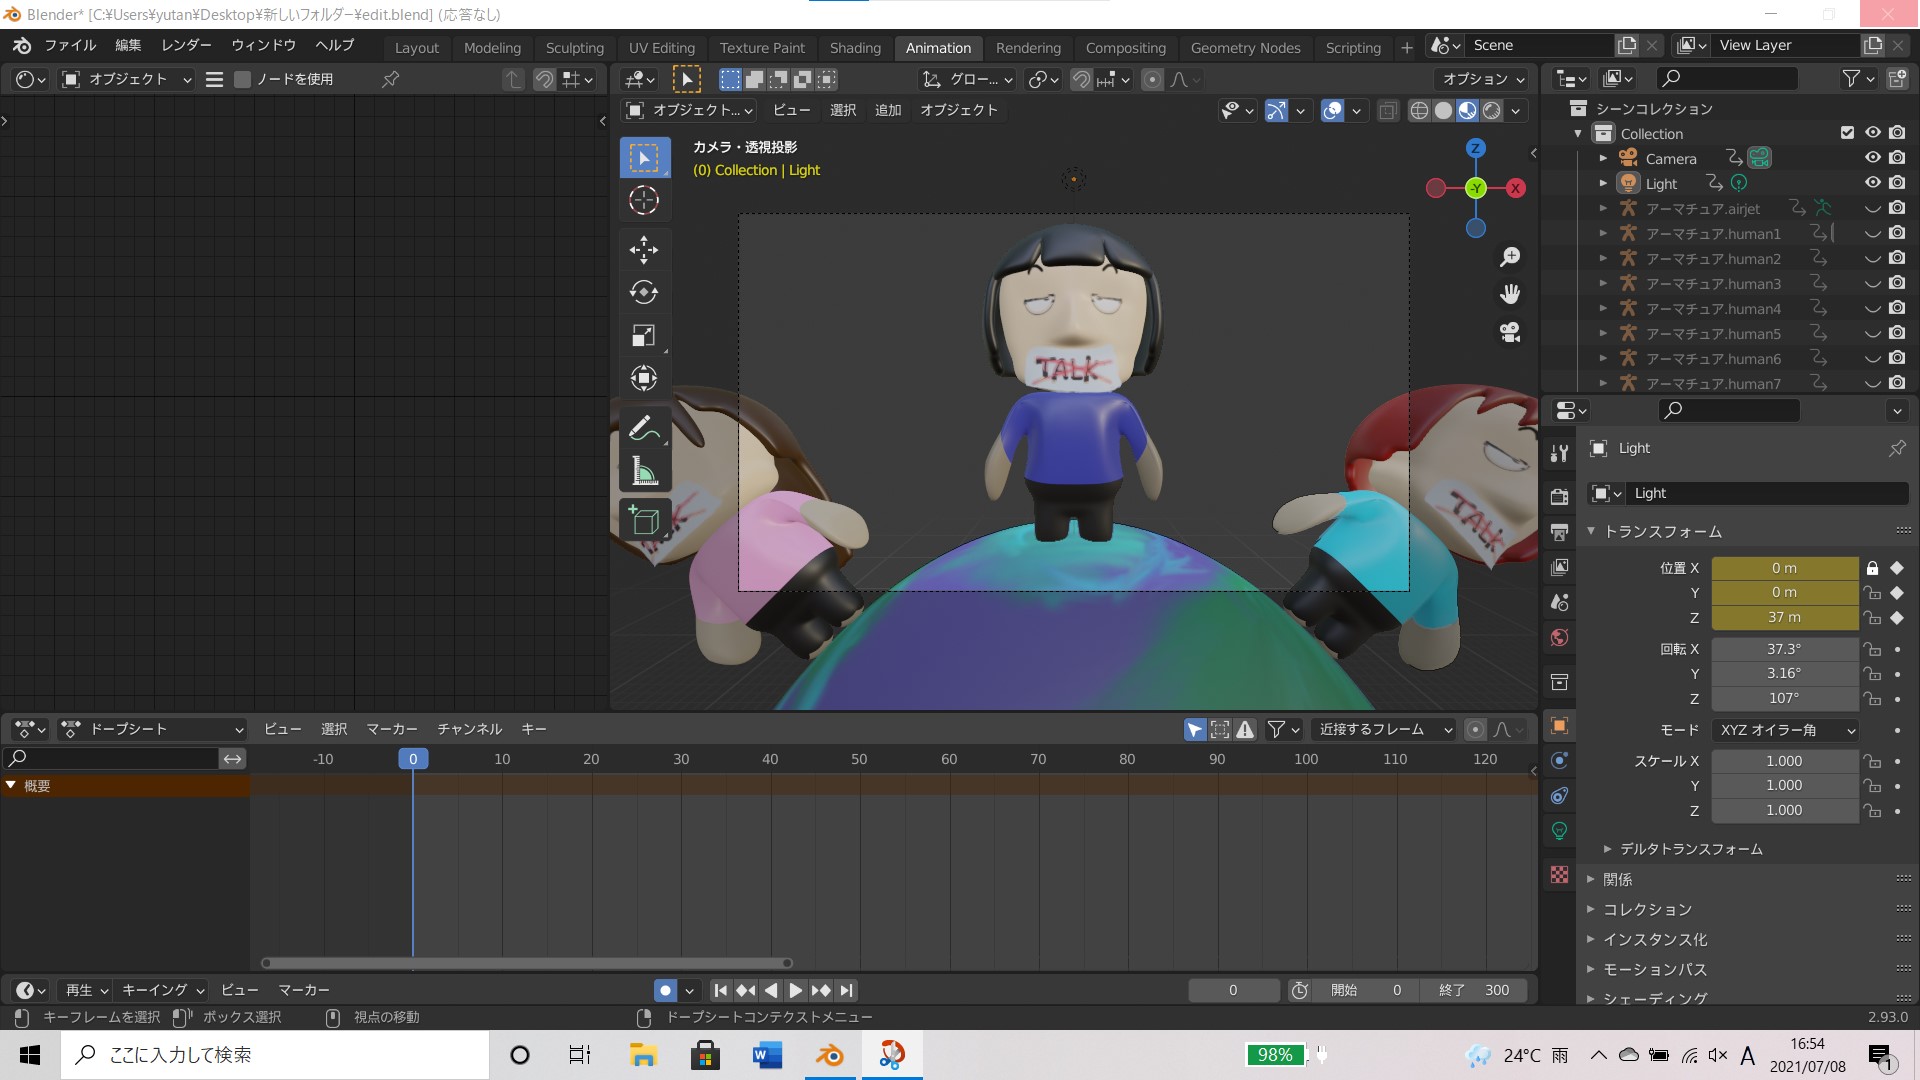 Blender* [C:¥Users¥yutan¥Desktop¥新しいフォルダー¥edit.blend] (応答なし)
ファイル 編集 レンダー ウィンドウ ヘルプ Layout Modeling Sculpting UV Editing Texture Paint Shading Animation Rendering Compositing Geometry Nodes Scripting + Scene View Layer
オブジェクト ノードを使用 グロー... オプション
オブジェクト... ビュー 選択 追加 オブジェクト
カメラ・透視投影
(0) Collection | Light
Z
-Y
X
TALK
TALK
TALK
シーンコレクション
Collection
Camera
Light
アーマチュア.airjet
アーマチュア.human1
アーマチュア.human2
アーマチュア.human3
アーマチュア.human4
アーマチュア.human5
アーマチュア.human6
アーマチュア.human7
Light
Light
トランスフォーム
位置 X 0 m
Y 0 m
Z 37 m
回転 X 37.3°
Y 3.16°
Z 107°
モード XYZ オイラー角
スケール X 1.000
Y 1.000
Z 1.000
デルタトランスフォーム
関係
コレクション
インスタンス化
モーションパス
シェーディング
ドープシート ビュー 選択 マーカー チャンネル キー 近接するフレーム
-10 0 10 20 30 40 50 60 70 80 90 100 110 120
概要
再生 キーイング ビュー マーカー 0 開始 0 終了 300
キーフレームを選択 ボックス選択 視点の移動 ドープシートコンテクストメニュー 2.93.0
ここに入力して検索 98% 24°C 雨 A 16:54
2021/07/08
1